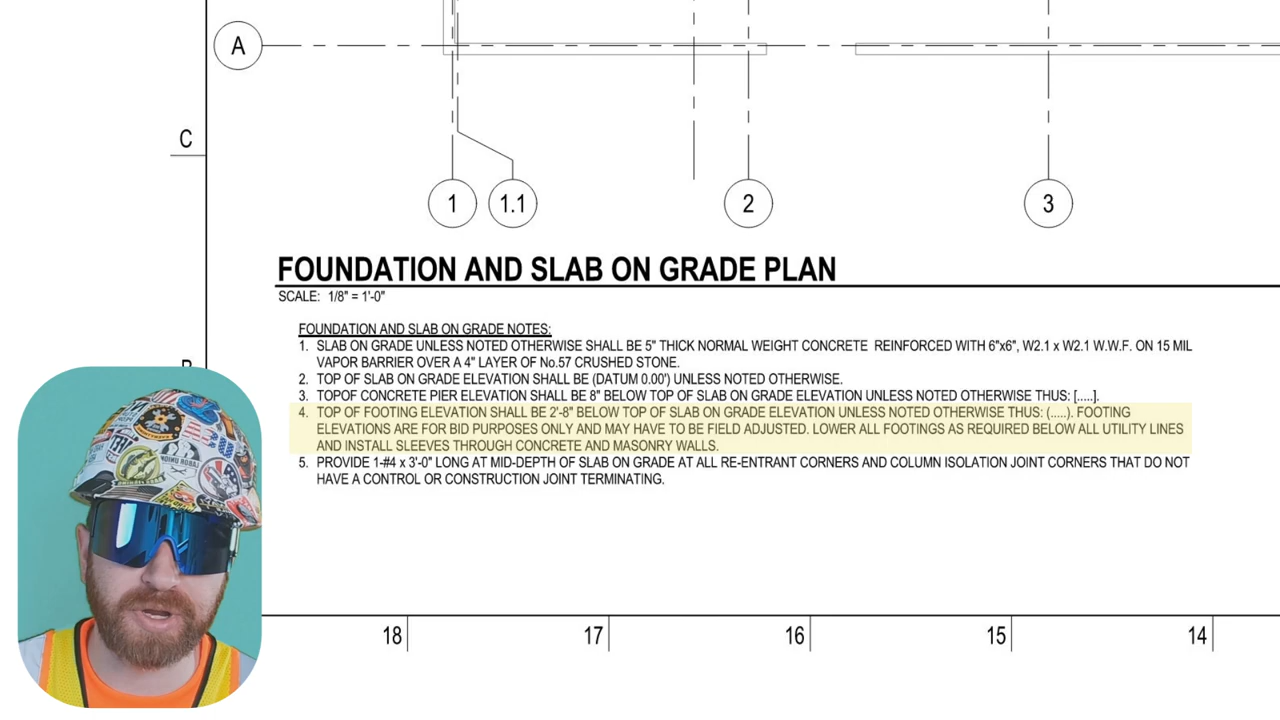 A
C
1
1.1
2
3
FOUNDATION AND SLAB ON GRADE PLAN
SCALE: 1/8" = 1'-0"
FOUNDATION AND SLAB ON GRADE NOTES:
1. SLAB ON GRADE UNLESS NOTED OTHERWISE SHALL BE 5" THICK NORMAL WEIGHT CONCRETE REINFORCED WITH 6"x6", W2.1 x W2.1 W.W.F. ON 15 MIL
VAPOR BARRIER OVER A 4" LAYER OF No.57 CRUSHED STONE.
2. TOP OF SLAB ON GRADE ELEVATION SHALL BE (DATUM 0.00') UNLESS NOTED OTHERWISE.
3. TOPOF CONCRETE PIER ELEVATION SHALL BE 8" BELOW TOP OF SLAB ON GRADE ELEVATION UNLESS NOTED OTHERWISE THUS: [.....].
4. TOP OF FOOTING ELEVATION SHALL BE 2'-8" BELOW TOP OF SLAB ON GRADE ELEVATION UNLESS NOTED OTHERWISE THUS: (.....). FOOTING
ELEVATIONS ARE FOR BID PURPOSES ONLY AND MAY HAVE TO BE FIELD ADJUSTED. LOWER ALL FOOTINGS AS REQUIRED BELOW ALL UTILITY LINES
AND INSTALL SLEEVES THROUGH CONCRETE AND MASONRY WALLS.
5. PROVIDE 1-#4 x 3'-0" LONG AT MID-DEPTH OF SLAB ON GRADE AT ALL RE-ENTRANT CORNERS AND COLUMN ISOLATION JOINT CORNERS THAT DO NOT
HAVE A CONTROL OR CONSTRUCTION JOINT TERMINATING.
18
17
16
15
14